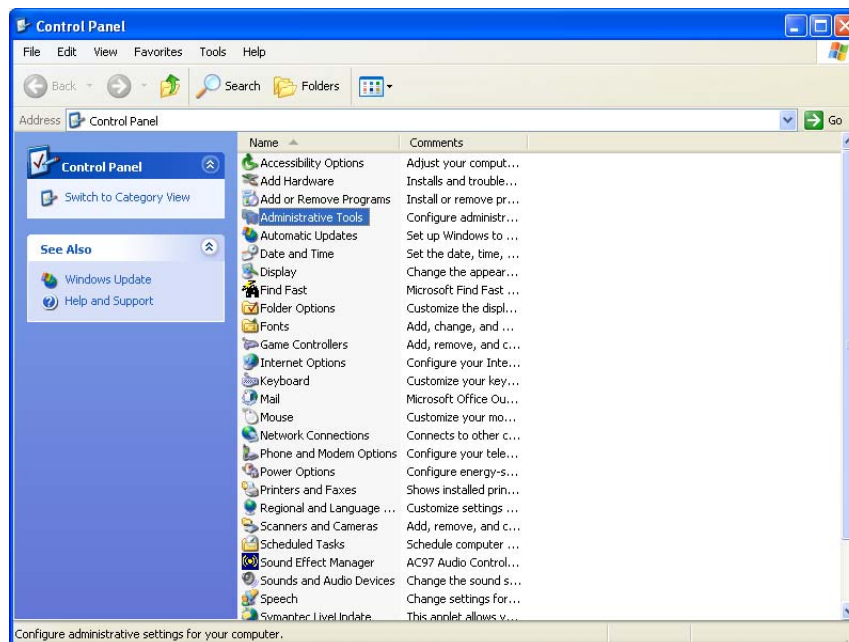 Control Panel
File Edit View Favorites Tools Help
Back Search Folders
Address Control Panel Go
Control Panel
Switch to Category View
See Also
Windows Update
Help and Support
Name Comments
Accessibility Options Adjust your comput...
Add Hardware Installs and trouble...
Add or Remove Programs Install or remove pr...
Administrative Tools Configure administr...
Automatic Updates Set up Windows to ...
Date and Time Set the date, time, ...
Display Change the appear...
Find Fast Microsoft Find Fast ...
Folder Options Customize the displ...
Fonts Add, change, and ...
Game Controllers Add, remove, and c...
Internet Options Configure your Inte...
Keyboard Customize your key...
Mail Microsoft Office Ou...
Mouse Customize your mo...
Network Connections Connects to other c...
Phone and Modem Options Configure your tele...
Power Options Configure energy-s...
Printers and Faxes Shows installed prin...
Regional and Language ... Customize settings ...
Scanners and Cameras Add, remove, and c...
Scheduled Tasks Schedule computer ...
Sound Effect Manager AC97 Audio Control...
Sounds and Audio Devices Change the sound s...
Speech Change settings for...
Symantec LiveUpdate This applet allows y...
Configure administrative settings for your computer.